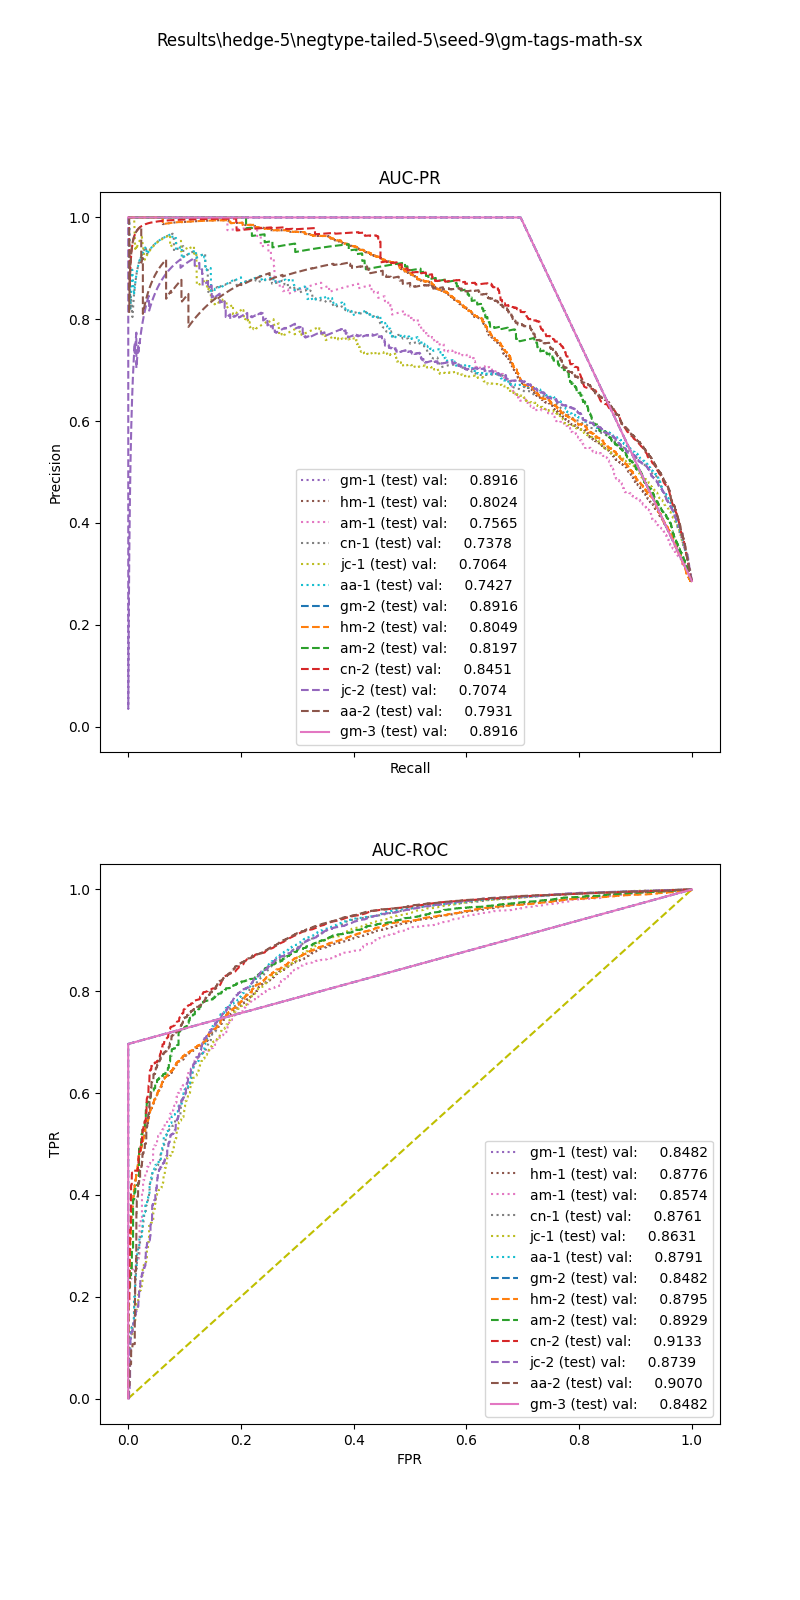 Results\hedge-5\negtype-tailed-5\seed-9\gm-tags-math-sx
AUC-PR
1.0
0.8
0.6
0.4
0.2
0.0
Precision
gm-1 (test) val: 0.8916
hm-1 (test) val: 0.8024
am-1 (test) val: 0.7565
cn-1 (test) val: 0.7378
jc-1 (test) val: 0.7064
aa-1 (test) val: 0.7427
gm-2 (test) val: 0.8916
hm-2 (test) val: 0.8049
am-2 (test) val: 0.8197
cn-2 (test) val: 0.8451
jc-2 (test) val: 0.7074
aa-2 (test) val: 0.7931
gm-3 (test) val: 0.8916
Recall
AUC-ROC
1.0
0.8
0.6
0.4
0.2
0.0
TPR
gm-1 (test) val: 0.8482
hm-1 (test) val: 0.8776
am-1 (test) val: 0.8574
cn-1 (test) val: 0.8761
jc-1 (test) val: 0.8631
aa-1 (test) val: 0.8791
gm-2 (test) val: 0.8482
hm-2 (test) val: 0.8795
am-2 (test) val: 0.8929
cn-2 (test) val: 0.9133
jc-2 (test) val: 0.8739
aa-2 (test) val: 0.9070
gm-3 (test) val: 0.8482
0.0 0.2 0.4 0.6 0.8 1.0
FPR